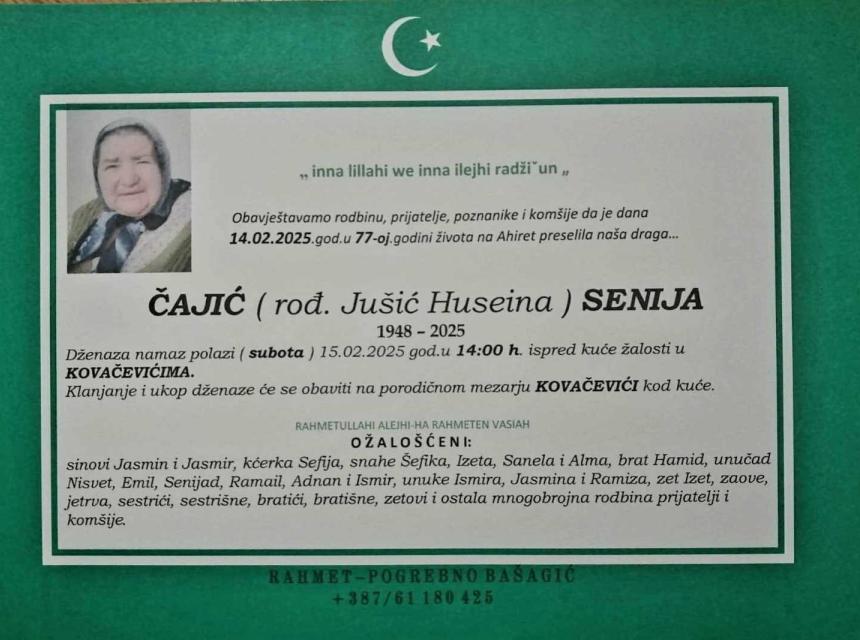 „ inna lillahi we inna ilejhi radžiˇun „
Obavještavamo rodbinu, prijatelje, poznanike i komšije da je dana
14.02.2025.god.u 77-oj.godini života na Ahiret preselila naša draga...
ČAJIĆ ( rođ. Jušić Huseina ) SENIJA
1948 – 2025
Dženaza namaz polazi ( subota ) 15.02.2025 god.u 14:00 h. ispred kuće žalosti u
KOVAČEVIĆIMA.
Klanjanje i ukop dženaze će se obaviti na porodičnom mezarju KOVAČEVIĆI kod kuće.
RAHMETULLAHI ALEJHI-HA RAHMETEN VASIAH
OŽALOŠĆENI:
sinovi Jasmin i Jasmir, kćerka Sefija, snahe Šefika, Izeta, Sanela i Alma, brat Hamid, unučad
Nisvet, Emil, Senijad, Ramail, Adnan i Ismir, unuke Ismira, Jasmina i Ramiza, zet Izet, zaove,
jetrva, sestrići, sestrišne, bratići, bratišne, zetovi i ostala mnogobrojna rodbina prijatelji i
komšije.
RAHMET-POGREBNO BAŠAGIĆ
+387/61 180 425